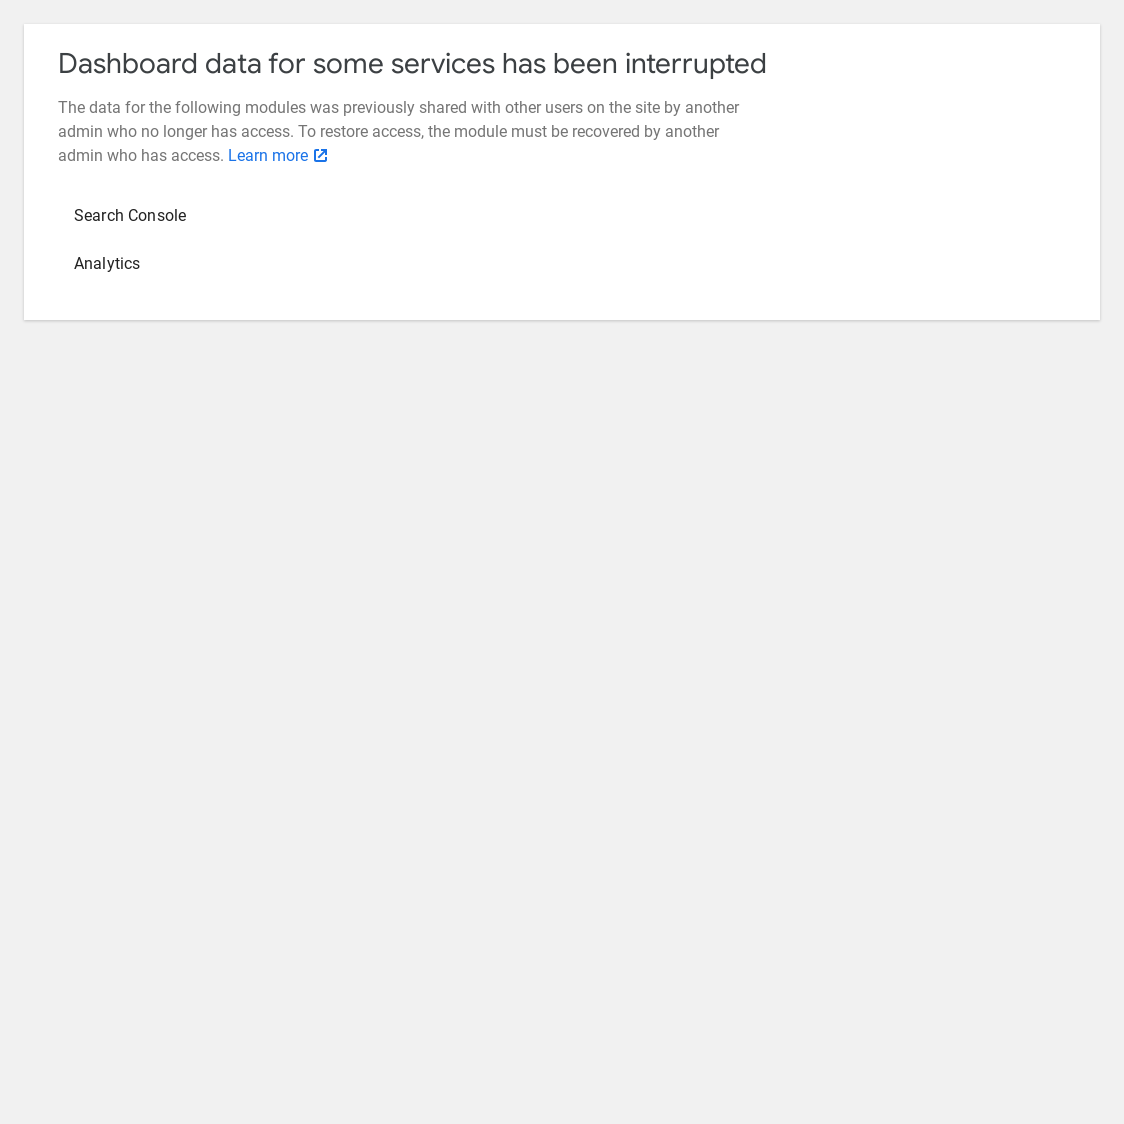 Dashboard data for some services has been interrupted
The data for the following modules was previously shared with other users on the site by another
admin who no longer has access. To restore access, the module must be recovered by another
admin who has access. Learn more
Search Console
Analytics